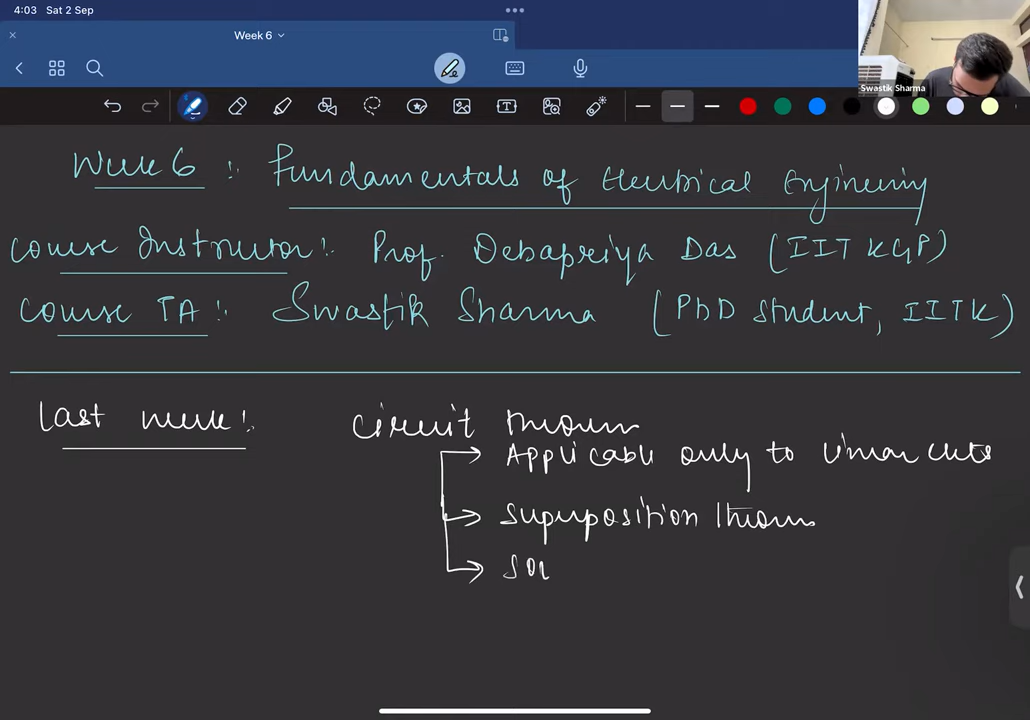 4:03 Sat 2 Sep
Week 6
Swastik Sharma
Week 6 :. Fundamentals of Electrical Engineering
Course Instructor :. Prof. Debapriya Das (IIT KGP)
Course TA :. Swastik Sharma (PhD Student, IITK)
Last week :. Circuit Theorem
Applicable only to linear ckts
Superposition Theorem
sou